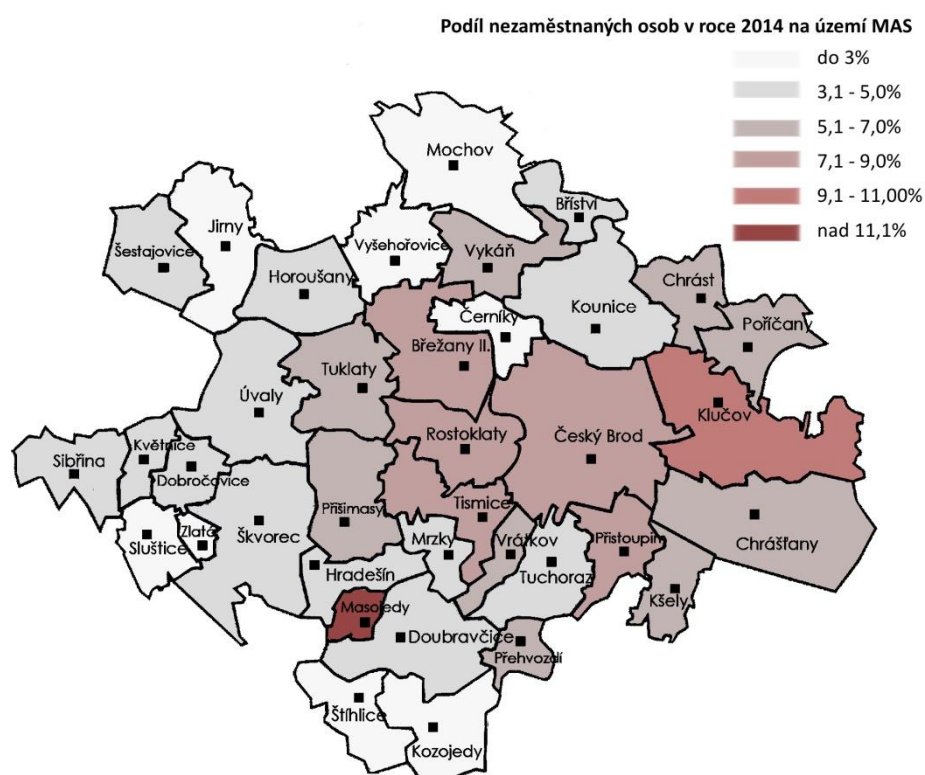 Podíl nezaměstnaných osob v roce 2014 na území MAS
do 3%
3,1 - 5,0%
5,1 - 7,0%
7,1 - 9,0%
9,1 - 11,00%
nad 11,1%
Mochov
Bříství
Jirny
Šestajovice
Vyšehořovice
Vykáň
Horoušany
Chrást
Kounice
Černíky
Poříčany
Břežany II.
Tuklaty
Úvaly
Klučov
Rostoklaty
Český Brod
Květnice
Sibřina
Dobročovice
Tismice
Přišimasy
Škvorec
Zlatá
Sluštice
Mrzky
Vrátkov
Přistoupim
Chrášťany
Hradešín
Tuchoraz
Kšely
Masojedy
Doubravčice
Přehvozdí
Štíhlice
Kozojedy